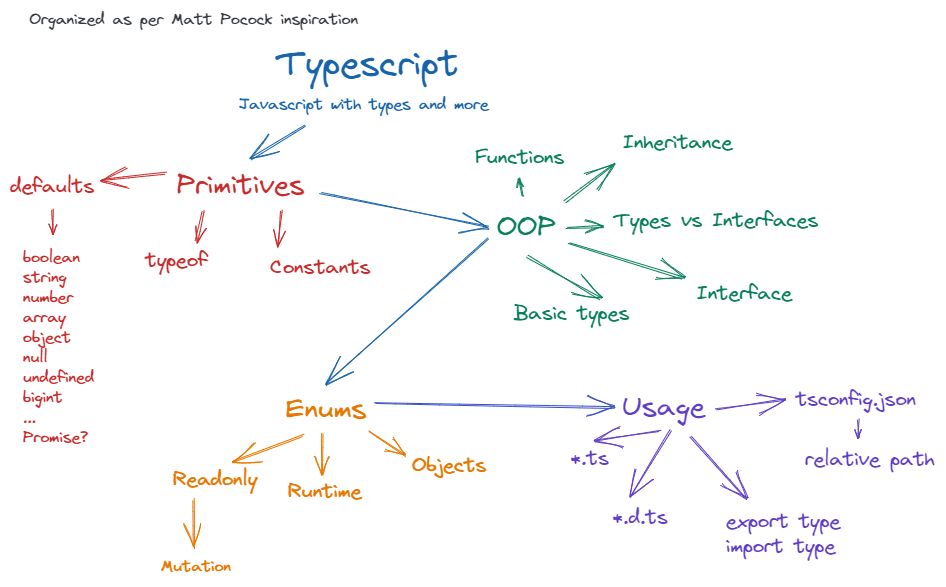 Organized as per Matt Pocock inspiration
Typescript
Javascript with types and more
Primitives
defaults
boolean
string
number
array
object
null
undefined
bigint
...
Promise?
typeof
Constants
OOP
Functions
Inheritance
Types vs Interfaces
Interface
Basic types
Enums
Readonly
Mutation
Runtime
Objects
Usage
*.ts
*.d.ts
export type
import type
tsconfig.json
relative path